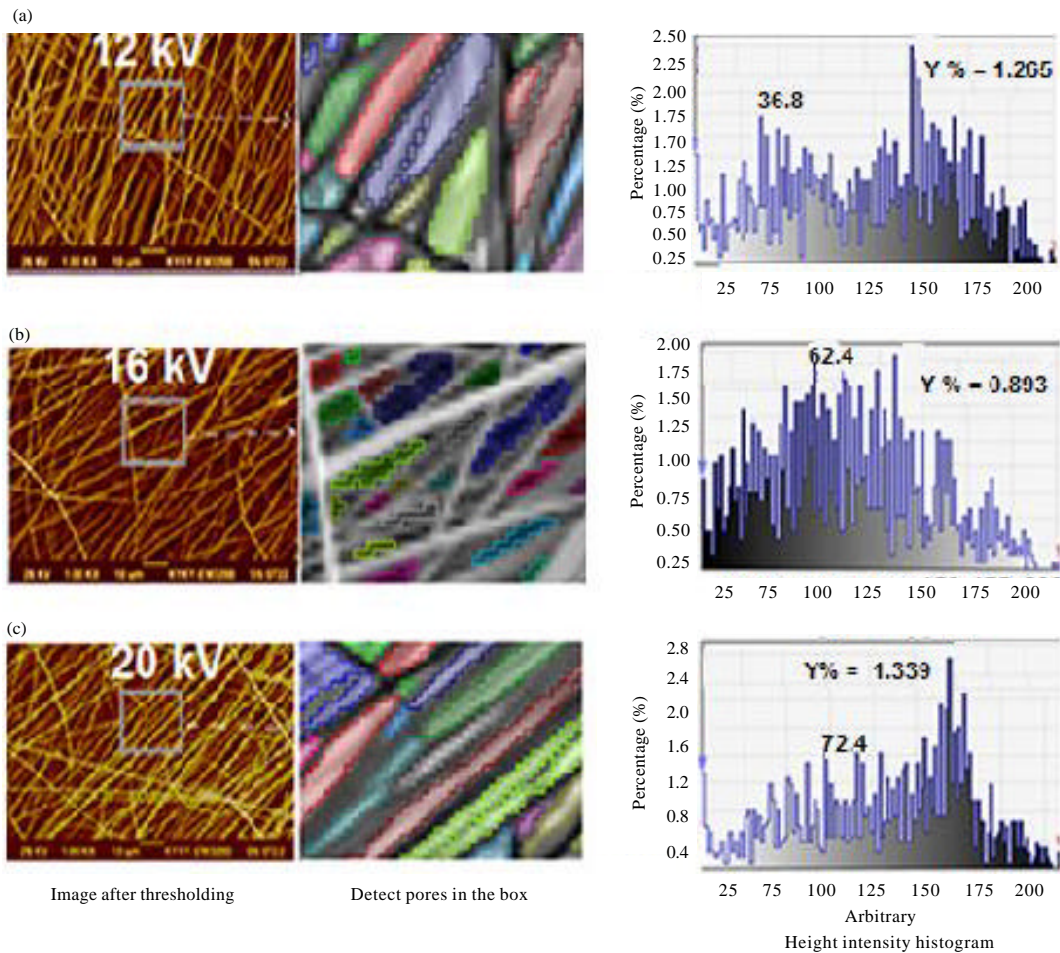 (a)
12 kV
Percentage (%)
2.50
2.25
2.00
1.70
1.25
1.00
0.75
0.50
0.25
Y % = 1.205
36.8
25 75 100 125 150 175 200
(b)
16 kV
Percentage (%)
2.00
1.75
1.50
1.25
1.00
0.75
0.50
0.25
62.4
Y % = 0.893
25 75 100 125 150 175 200
(c)
20 kV
Percentage (%)
2.8
2.4
2.0
1.6
1.2
0.8
0.4
Y% = 1.339
72.4
25 75 100 125 150 175 200
Image after thresholding
Detect pores in the box
Arbitrary
Height intensity histogram